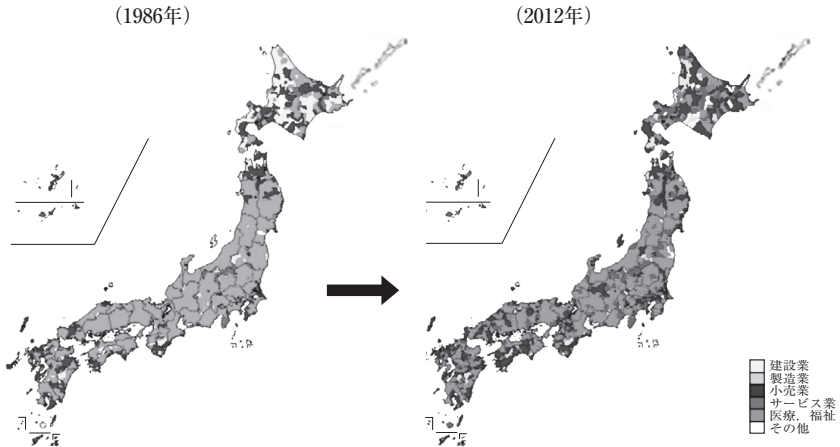 （1986年）
（2012年）
建設業
製造業
小売業
サービス業
医療，福祉
その他